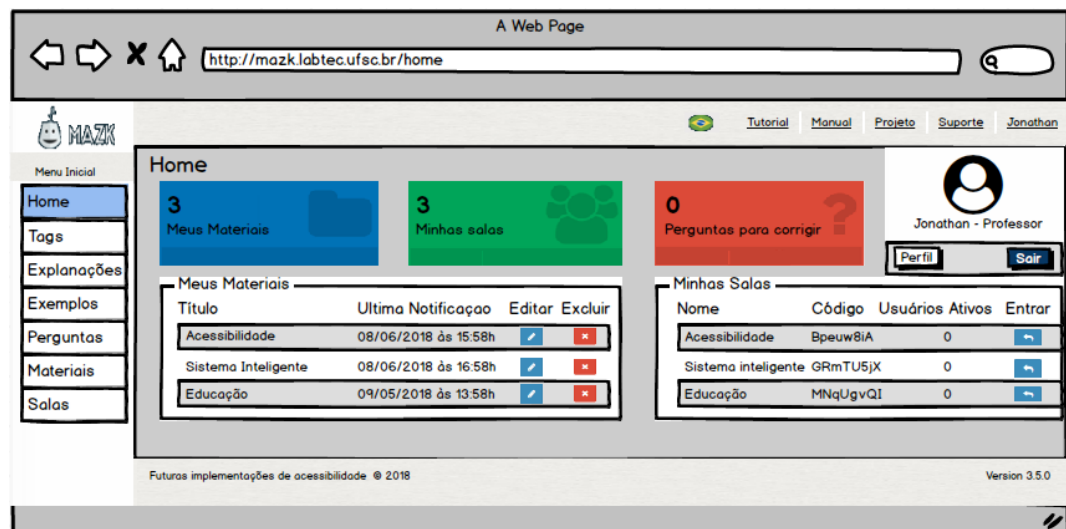 A Web Page
http://mazk.labtec.ufsc.br/home
MAZK
Tutorial Manual Projeto Suporte Jonathan
Menu Inicial
Home
Tags
Explanações
Exemplos
Perguntas
Materiais
Salas
Home
3
Meus Materiais
3
Minhas salas
0
Perguntas para corrigir
?
Jonathan - Professor
Perfil Sair
Meus Materiais
Título Ultima Notificaçao Editar Excluir
Acessibilidade 08/06/2018 às 15:58h
Sistema Inteligente 08/06/2018 às 16:58h
Educação 09/05/2018 às 13:58h
Minhas Salas
Nome Código Usuários Ativos Entrar
Acessibilidade Bpeuw8iA 0
Sistema inteligente GRmTU5jX 0
Educação MNqUgvQI 0
Futuras implementações de acessibilidade © 2018
Version 3.5.0